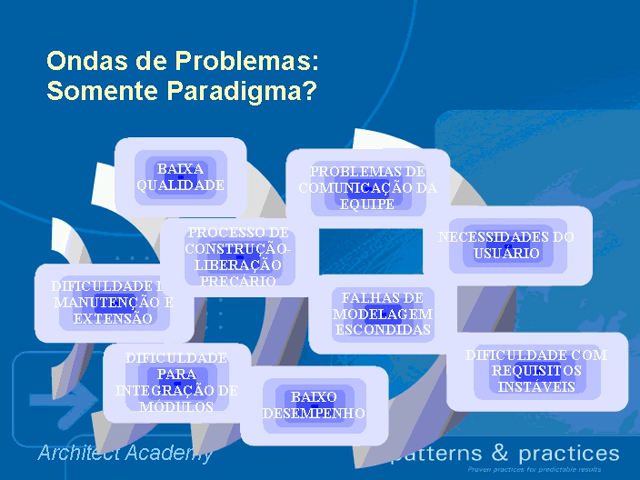 Ondas de Problemas:
Somente Paradigma?
BAIXA
QUALIDADE
PROBLEMAS DE
COMUNICAÇÃO DA
EQUIPE
PROCESSO DE
CONSTRUÇÃO-
LIBERAÇÃO
PRECÁRIO
NECESSIDADES DO
USUÁRIO
DIFICULDADE
MANUTENÇÃO E
EXTENSÃO
FALHAS DE
MODELAGEM
ESCONDIDAS
DIFICULDADE
PARA
INTEGRAÇÃO DE
MÓDULOS
DIFICULDADE COM
REQUISITOS
INSTÁVEIS
BAIXO
DESEMPENHO
Architect Academy
patterns & practices
Proven practices for predictable results